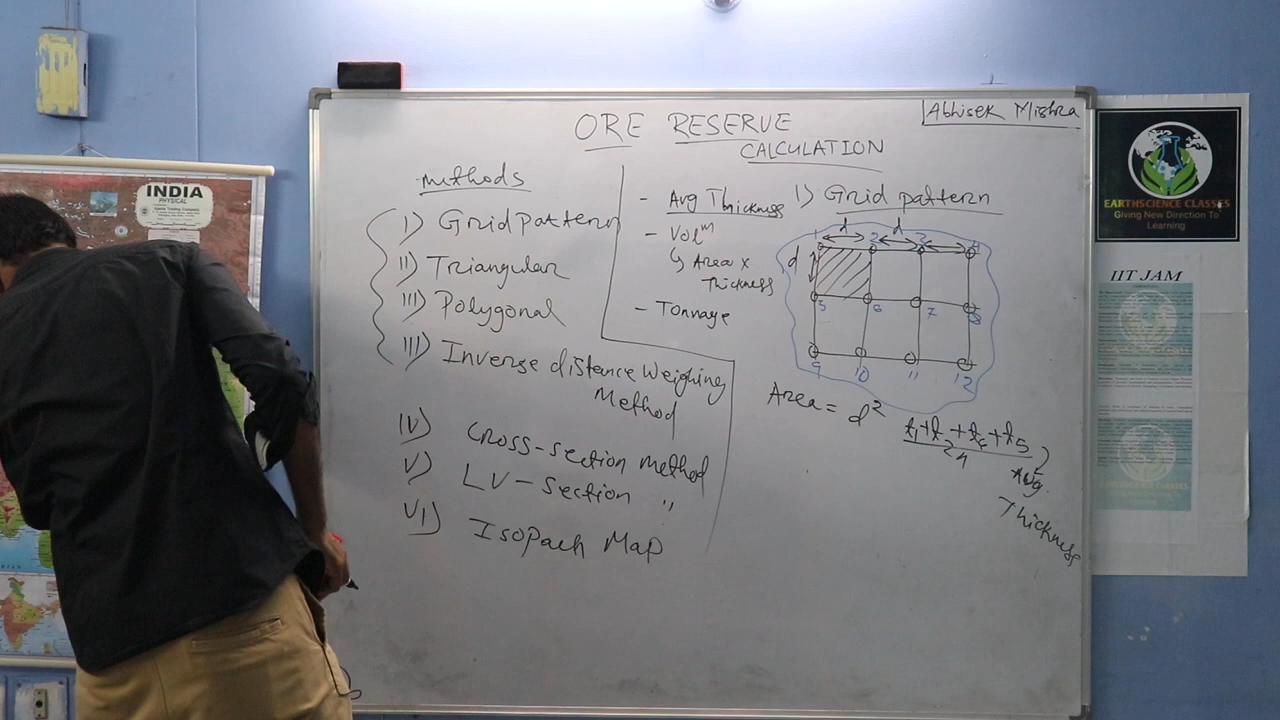 ORE RESERVE
CALCULATION
Abhisek Mishra
methods
I) Grid pattern
II) Triangular
III) Polygonal
III) Inverse distance Weighing
Method
IV) Cross-section method
V) LV - Section "
VI) Isopach Map
- Avg Thickness
- Volᵐ
↳ Area x
Thickness
- Tonnage
1) Grid pattern
1 d 2 d 3 4
d
5 6 7 8
9 10 11 12
Area = d²
t₁+t₂+t₆+t₅
4
Avg.
Thickness
INDIA
PHYSICAL
EARTHSCIENCE CLASSES
Giving New Direction To
Learning
IIT JAM